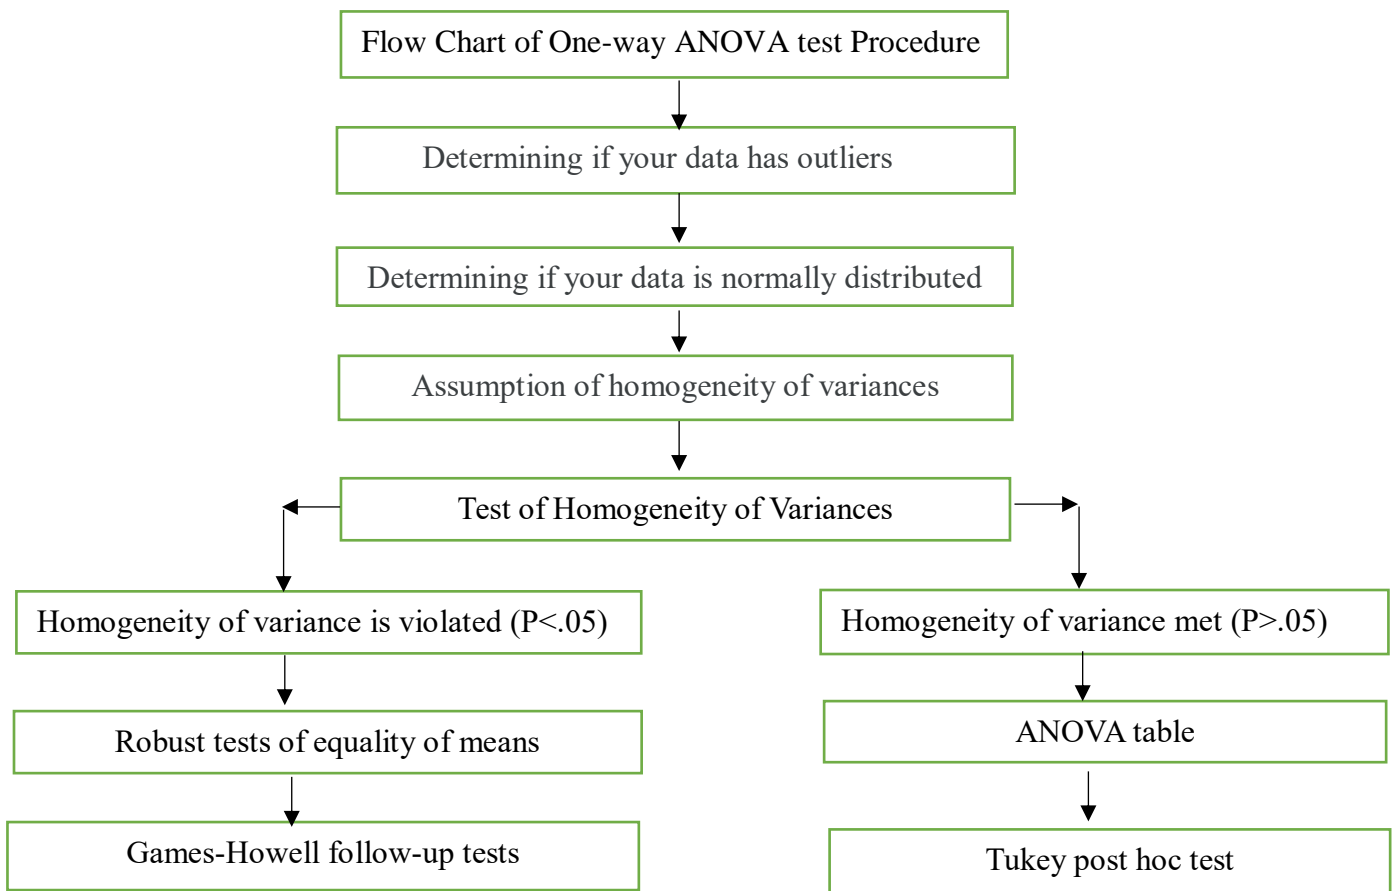 Flow Chart of One-way ANOVA test Procedure
Determining if your data has outliers
Determining if your data is normally distributed
Assumption of homogeneity of variances
Test of Homogeneity of Variances
Homogeneity of variance is violated (P<.05)
Homogeneity of variance met (P>.05)
Robust tests of equality of means
ANOVA table
Games-Howell follow-up tests
Tukey post hoc test